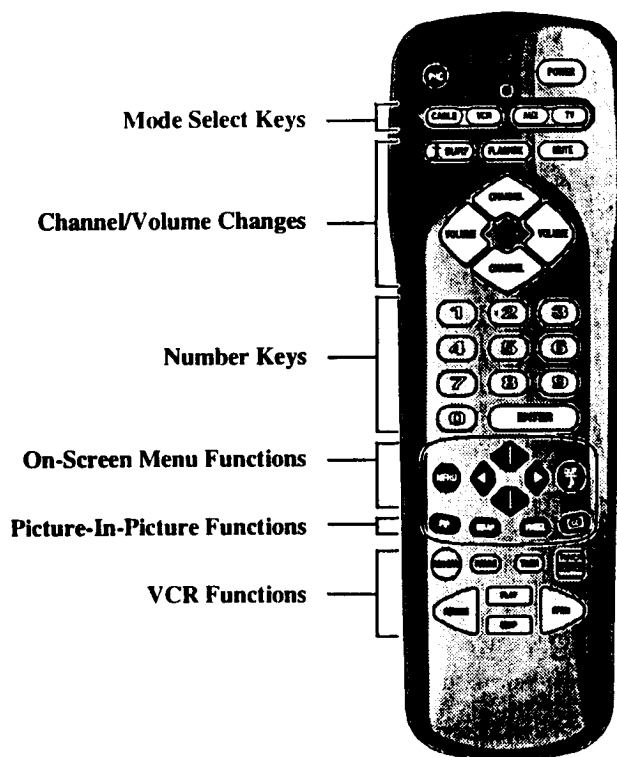 POWER
Mode Select Keys
CABLE VCR AUX TV
FLASHBK MUTE
CHANNEL
Channel/Volume Changes
VOLUME VOLUME
CHANNEL
1 2 3
Number Keys
4 5 6
7 8 9
0 ENTER
On-Screen Menu Functions
MENU
Picture-In-Picture Functions
VCR Functions
PLAY
STOP